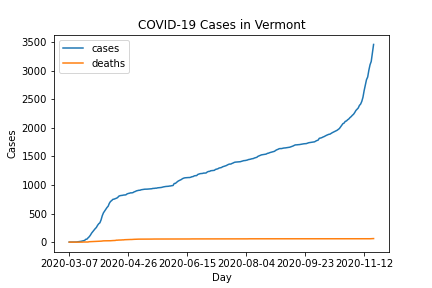 COVID-19 Cases in Vermont
3500
cases
deaths
3000
2500
2000
Cases
1500
1000
500
0
2020-03-07 2020-04-26 2020-06-15 2020-08-04 2020-09-23 2020-11-12
Day